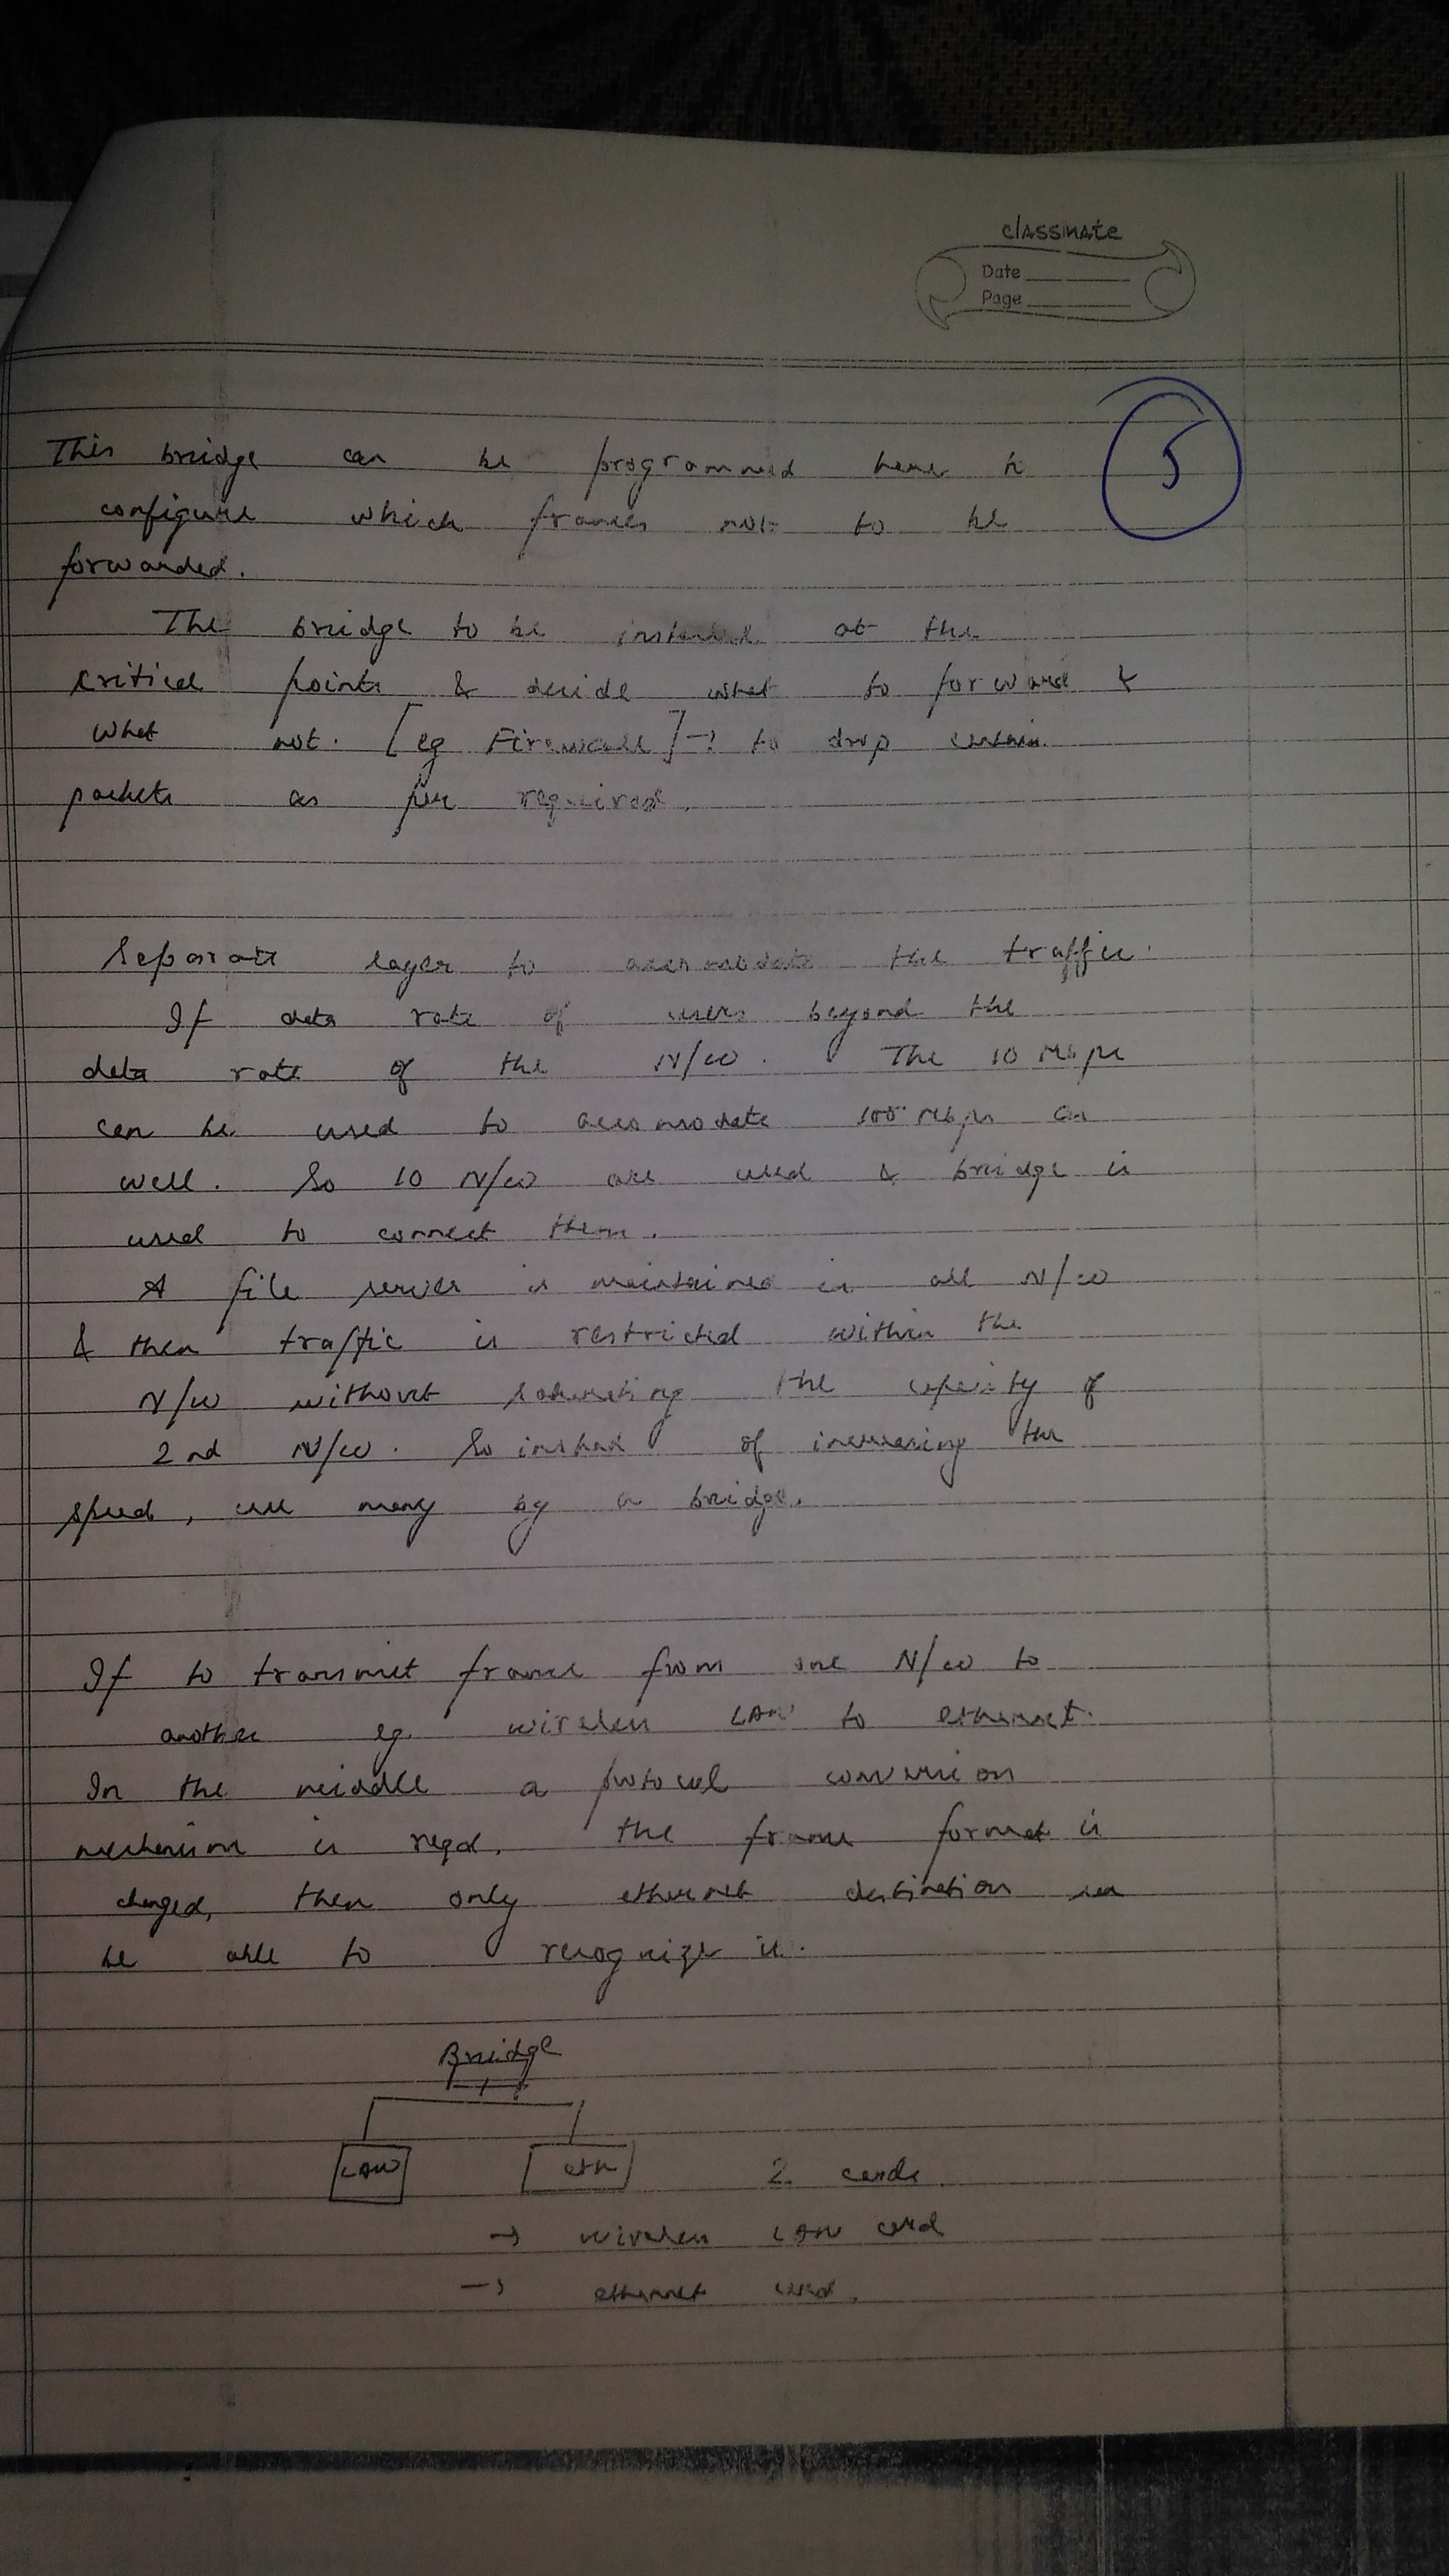 classmate
Date
Page
5
This bridge can be programmed here to
configure which frames not to be
forwarded.
The bridge to be installed at the
critical points & decide what to forward &
what not. [eg Firewall] → to drop certain
packets as per required.
Separate layer to accomodate the traffic.
If data rate of users beyond the
data rate of the N/w. The 10 Mbps
can be used to accomodate 100 Mbps as
well. So 10 N/w are used & bridge is
used to connect them.
A file server is maintained in all N/w
& then traffic is restricted within the
N/w without the capacity of
2nd N/w. So instead of increasing the
speed, use many by a bridge.
If to transmit frame from one N/w to
another eg. wireless LAN to ethernet.
In the middle a protocol conversion
mechanism is reqd. the frame format is
changed, then only ethernet destination
be able to recognize it.
Bridge
LAN eth 2 cards
→ wireless LAN card
→ ethernet card.